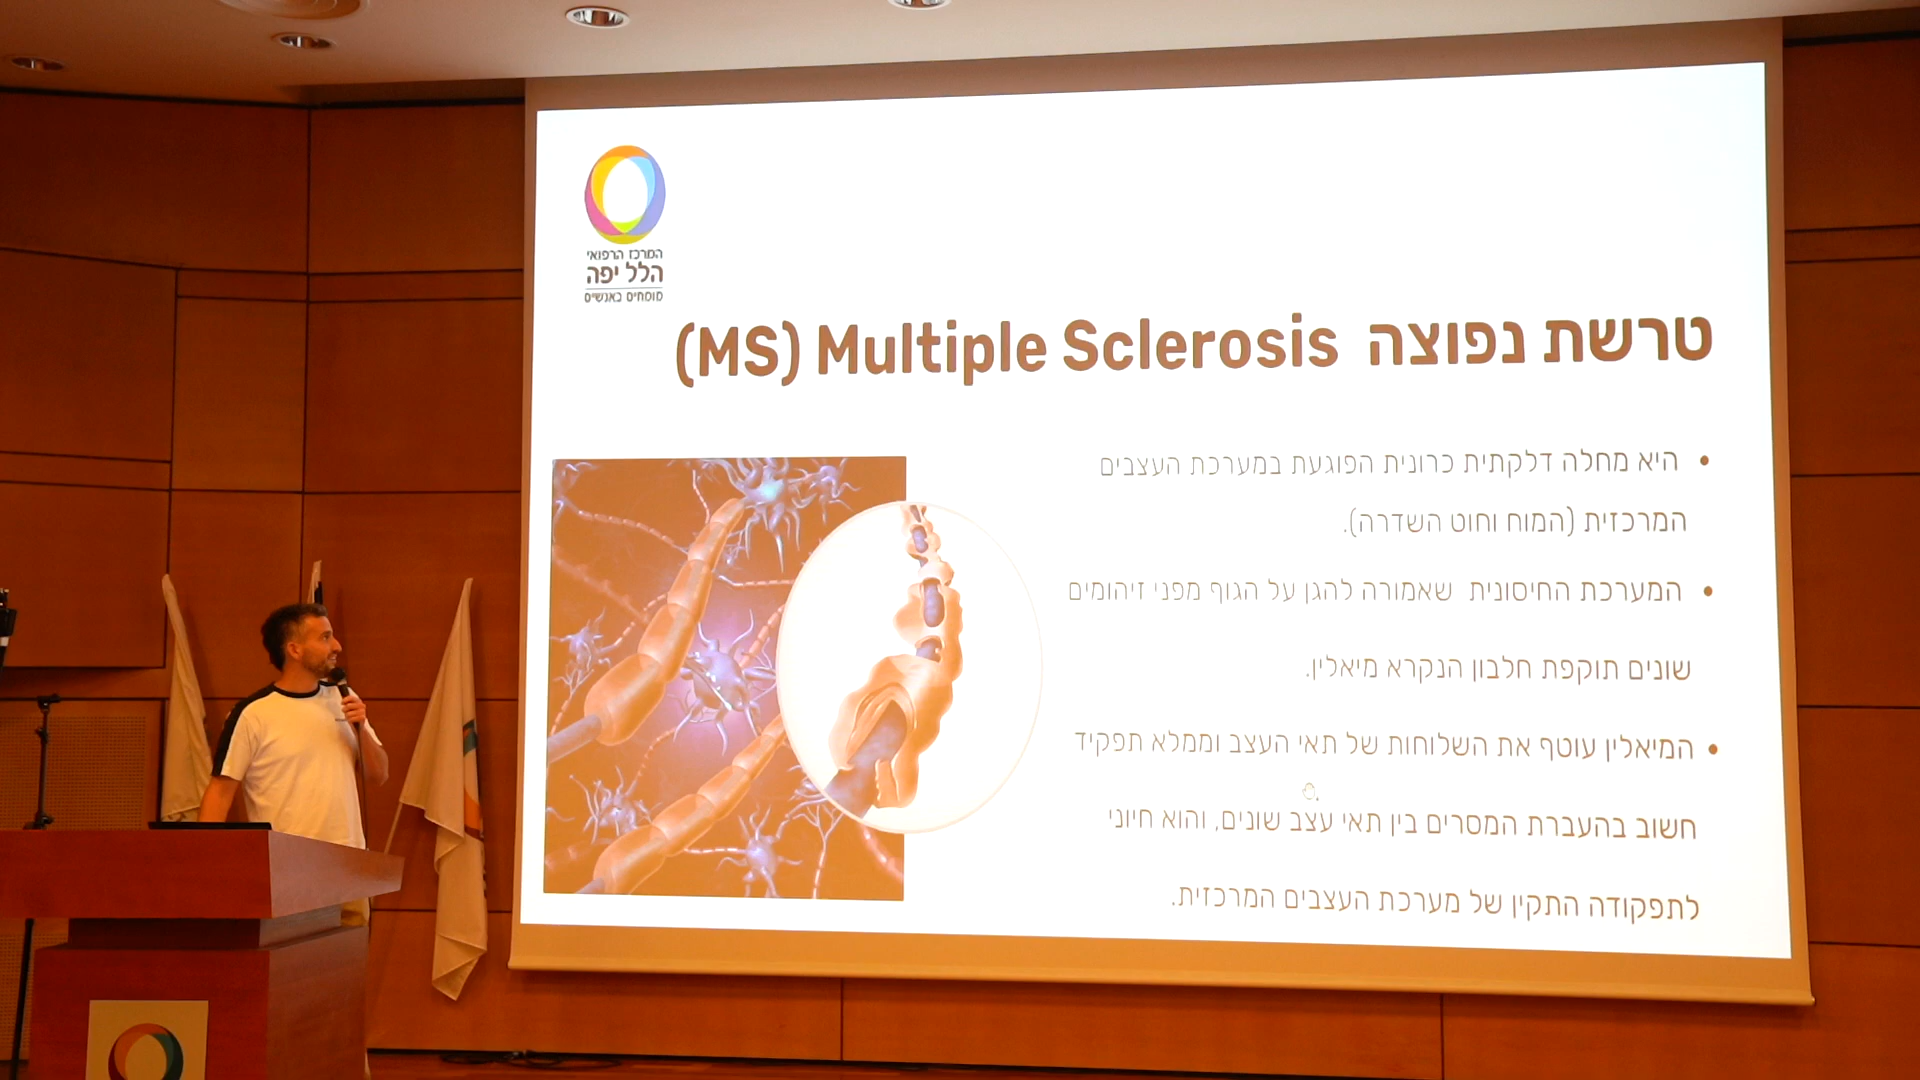 המרכז הרפואי
הלל יפה
מומחים באנשים
טרשת נפוצה Multiple Sclerosis (MS)
• היא מחלה דלקתית כרונית הפוגעת במערכת העצבים
המרכזית (המוח וחוט השדרה).
• המערכת החיסונית שאמורה להגן על הגוף מפני זיהומים
שונים תוקפת חלבון הנקרא מיאלין.
• המיאלין עוטף את השלוחות של תאי העצב וממלא תפקיד
חשוב בהעברת המסרים בין תאי עצב שונים, והוא חיוני
לתפקודה התקין של מערכת העצבים המרכזית.